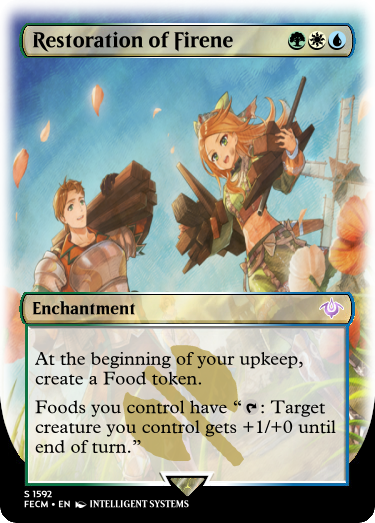 Restoration of Firene
Enchantment
At the beginning of your upkeep,
create a Food token.
Foods you control have “ : Target
creature you control gets +1/+0 until
end of turn.”
S 1592
FECM • EN INTELLIGENT SYSTEMS